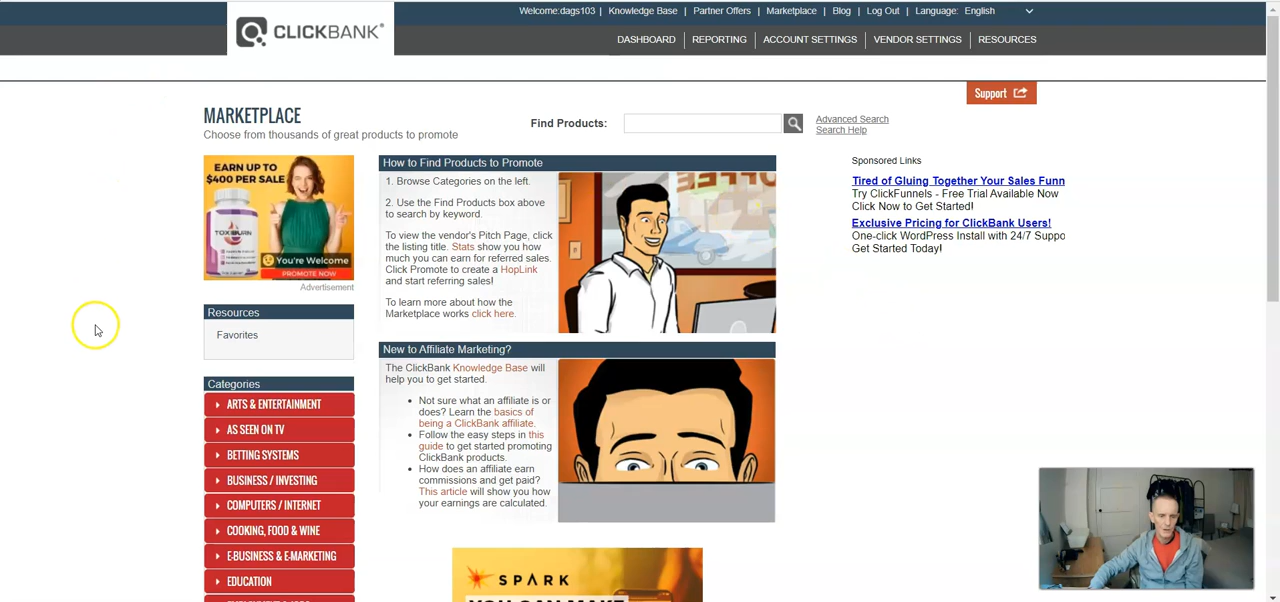 Welcome:dags103 | Knowledge Base | Partner Offers | Marketplace | Blog | Log Out | Language: English
CLICKBANK®
DASHBOARD | REPORTING | ACCOUNT SETTINGS | VENDOR SETTINGS | RESOURCES
Support
MARKETPLACE
Choose from thousands of great products to promote
Find Products:
Advanced Search
Search Help
EARN UP TO
$400 PER SALE
TOXIBURN
You're Welcome
PROMOTE NOW
Advertisement
Resources
Favorites
Categories
ARTS & ENTERTAINMENT
AS SEEN ON TV
BETTING SYSTEMS
BUSINESS / INVESTING
COMPUTERS / INTERNET
COOKING, FOOD & WINE
E-BUSINESS & E-MARKETING
EDUCATION
How to Find Products to Promote
1. Browse Categories on the left.
2. Use the Find Products box above
to search by keyword.
To view the vendor's Pitch Page, click
the listing title. Stats show you how
much you can earn for referred sales.
Click Promote to create a HopLink
and start referring sales!
To learn more about how the
Marketplace works click here.
New to Affiliate Marketing?
The ClickBank Knowledge Base will
help you to get started.
• Not sure what an affiliate is or
does? Learn the basics of
being a ClickBank affiliate.
• Follow the easy steps in this
guide to get started promoting
ClickBank products.
• How does an affiliate earn
commissions and get paid?
This article will show you how
your earnings are calculated.
SPARK
YOU CAN MAKE
Sponsored Links
Tired of Gluing Together Your Sales Funn
Try ClickFunnels - Free Trial Available Now
Click Now to Get Started!
Exclusive Pricing for ClickBank Users!
One-click WordPress Install with 24/7 Suppo
Get Started Today!